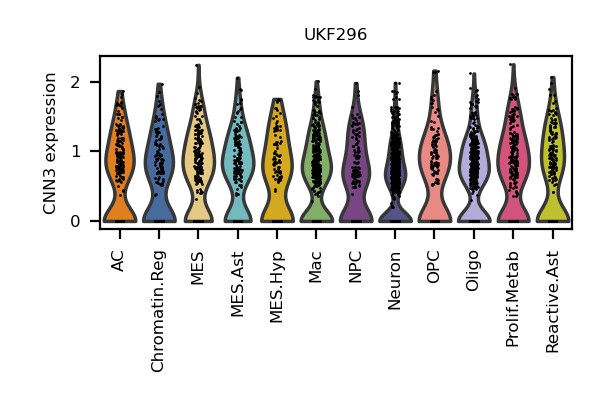 UKF296
CNN3 expression
2
1
0
AC
Chromatin.Reg
MES
MES.Ast
MES.Hyp
Mac
NPC
Neuron
OPC
Oligo
Prolif.Metab
Reactive.Ast